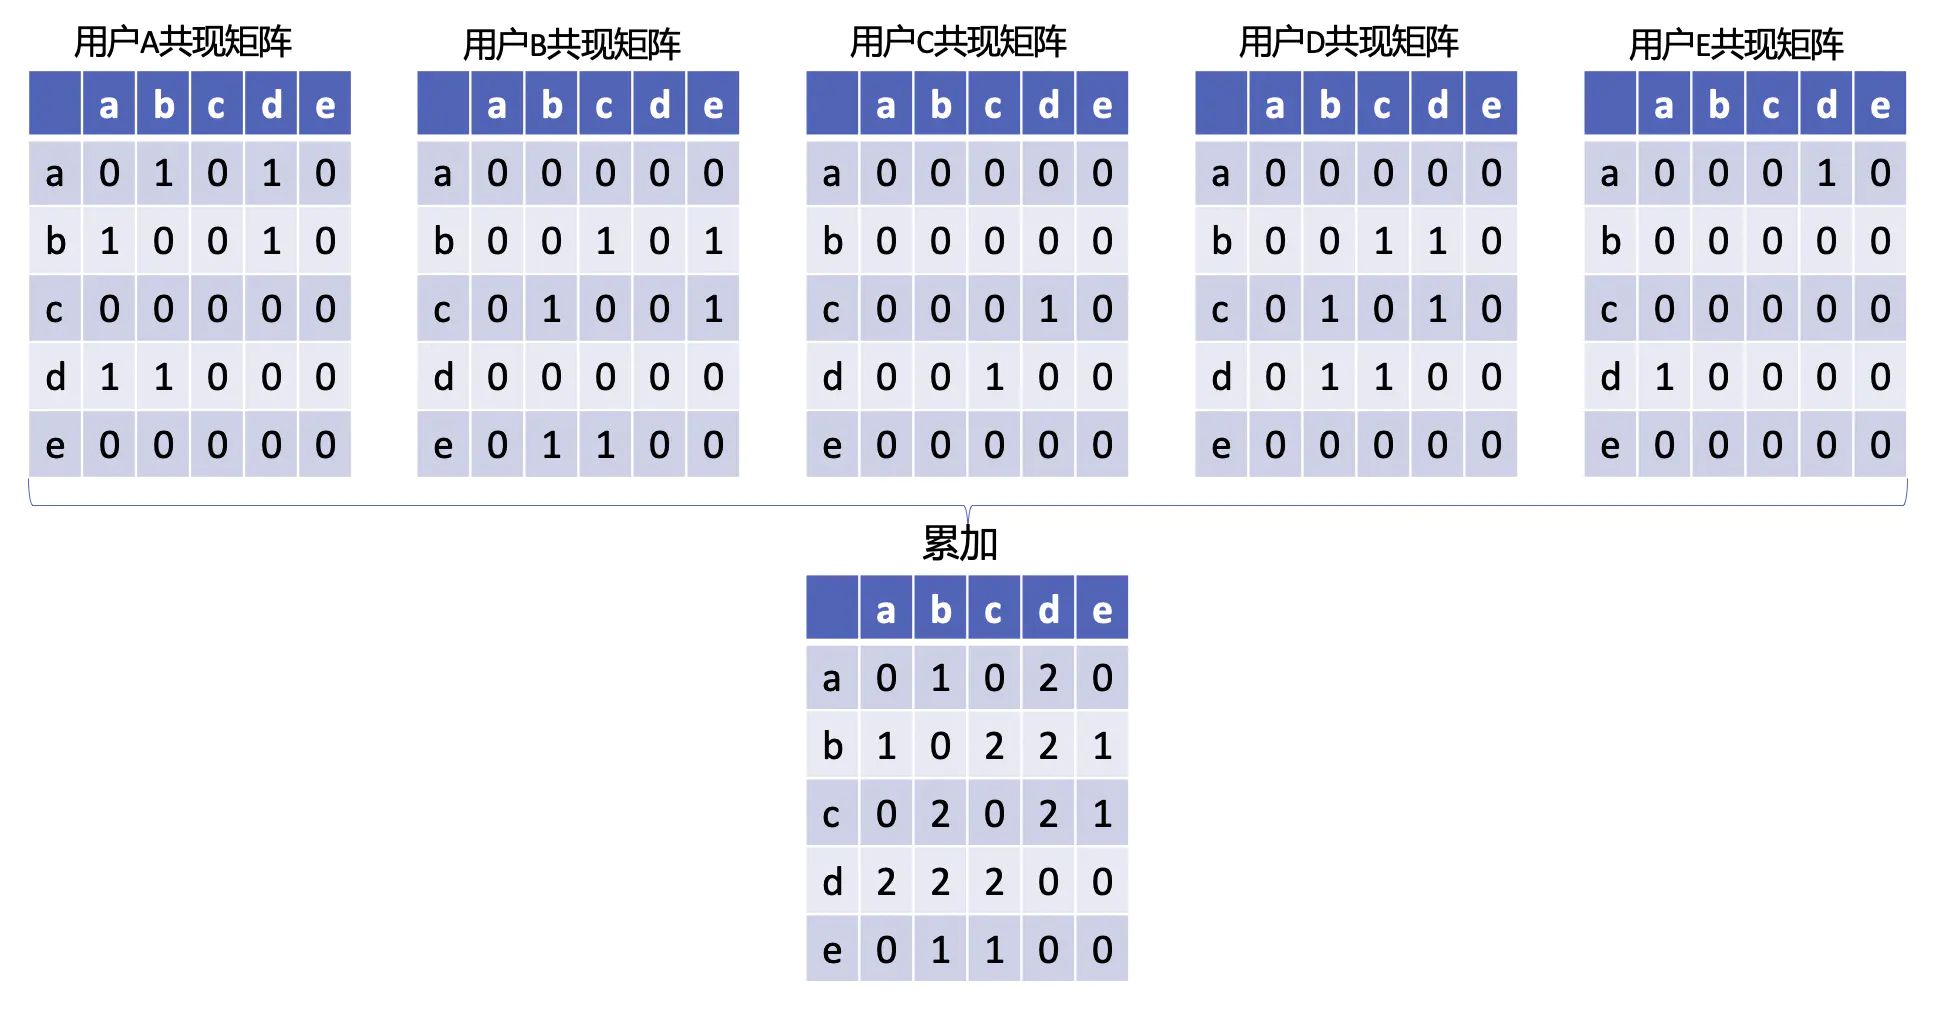 用户A共现矩阵
a b c d e
a 0 1 0 1 0
b 1 0 0 1 0
c 0 0 0 0 0
d 1 1 0 0 0
e 0 0 0 0 0
用户B共现矩阵
a b c d e
a 0 0 0 0 0
b 0 0 1 0 1
c 0 1 0 0 1
d 0 0 0 0 0
e 0 1 1 0 0
用户C共现矩阵
a b c d e
a 0 0 0 0 0
b 0 0 0 0 0
c 0 0 0 1 0
d 0 0 1 0 0
e 0 0 0 0 0
用户D共现矩阵
a b c d e
a 0 0 0 0 0
b 0 0 1 1 0
c 0 1 0 1 0
d 0 1 1 0 0
e 0 0 0 0 0
用户E共现矩阵
a b c d e
a 0 0 0 1 0
b 0 0 0 0 0
c 0 0 0 0 0
d 1 0 0 0 0
e 0 0 0 0 0
累加
a b c d e
a 0 1 0 2 0
b 1 0 2 2 1
c 0 2 0 2 1
d 2 2 2 0 0
e 0 1 1 0 0